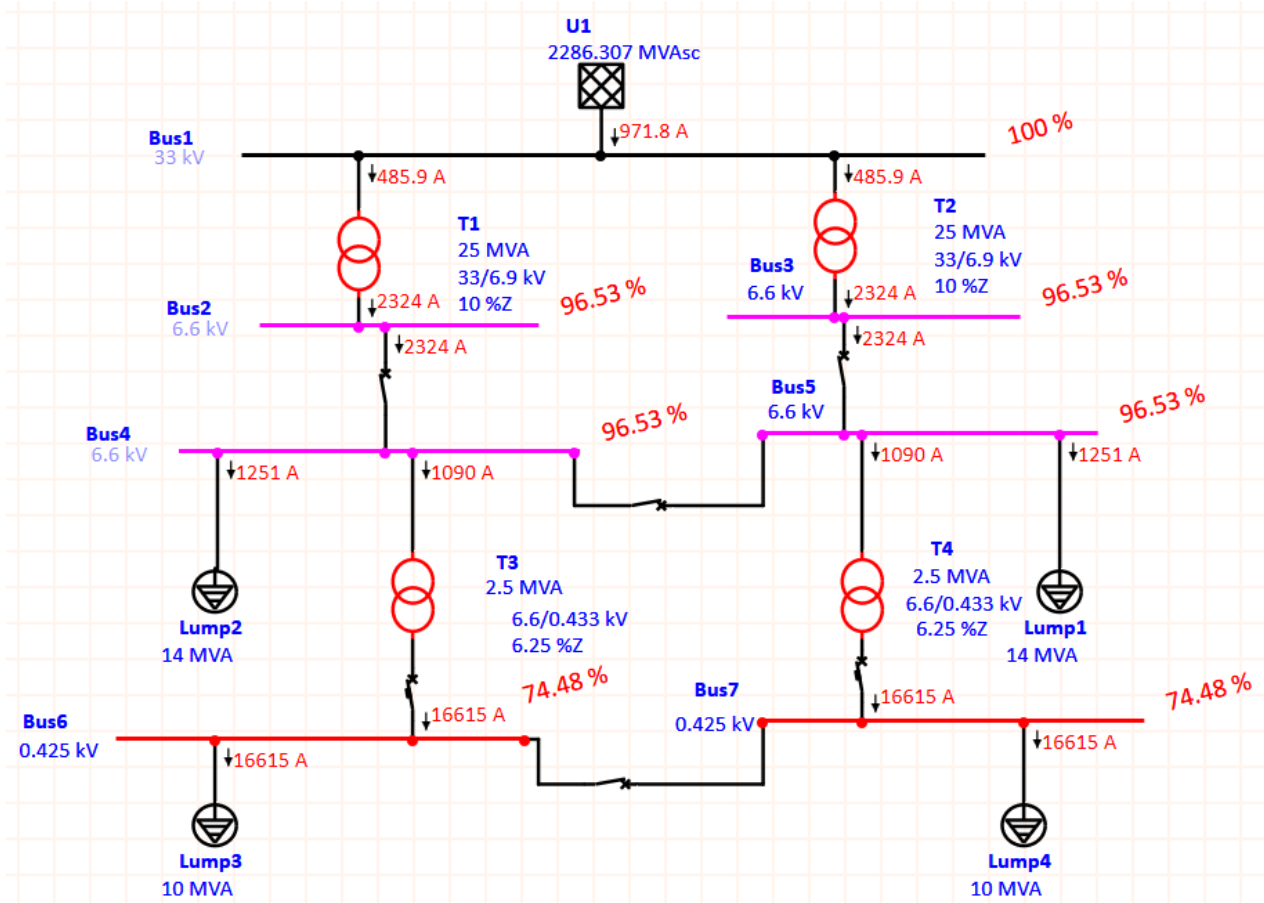 U1
2286.307 MVAsc
971.8 A
100 %
Bus1
33 kV
485.9 A
485.9 A
T1
25 MVA
33/6.9 kV
10 %Z
T2
25 MVA
33/6.9 kV
10 %Z
Bus2
6.6 kV
2324 A
96.53 %
2324 A
Bus3
6.6 kV
2324 A
96.53 %
2324 A
Bus4
6.6 kV
96.53 %
1251 A
1090 A
Bus5
6.6 kV
96.53 %
1090 A
1251 A
T3
2.5 MVA
6.6/0.433 kV
6.25 %Z
T4
2.5 MVA
6.6/0.433 kV
6.25 %Z
Lump2
14 MVA
Lump1
14 MVA
74.48 %
16615 A
Bus6
0.425 kV
16615 A
Bus7
0.425 kV
16615 A
74.48 %
16615 A
Lump3
10 MVA
Lump4
10 MVA